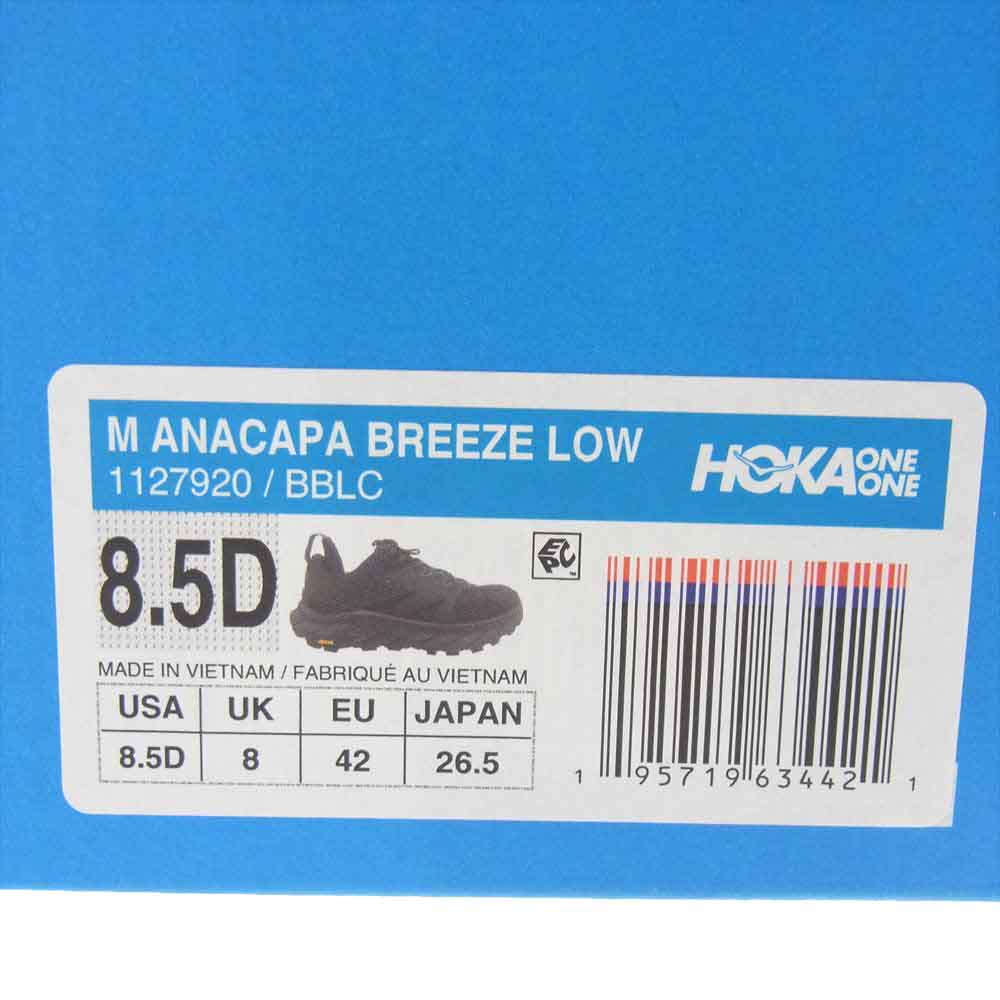 M ANACAPA BREEZE LOW
1127920 / BBLC
HOKA ONE ONE
8.5D
EPC™
MADE IN VIETNAM / FABRIQUÉ AU VIETNAM
USA UK EU JAPAN
8.5D 8 42 26.5
1 95719 63442 1